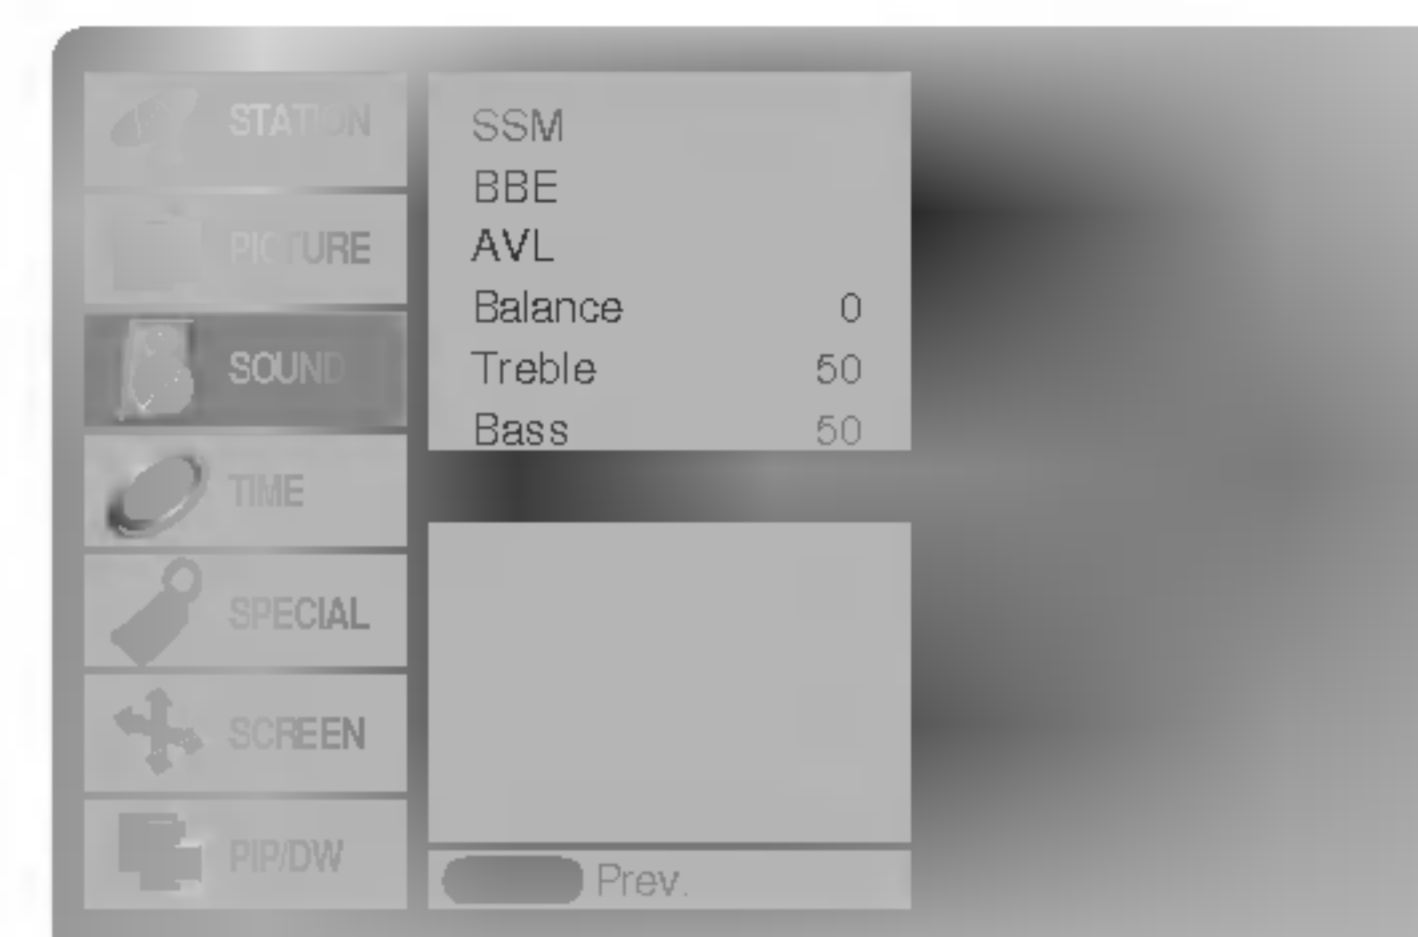 STATION
PICTURE
SOUND
TIME
SPECIAL
SCREEN
PIP/DW
SSM
BBE
AVL
Balance 0
Treble 50
Bass 50
Prev.